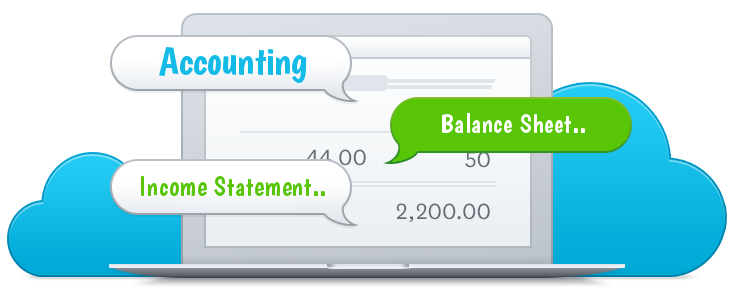 Accounting
Balance Sheet..
44.00 50
Income Statement..
2,200.00